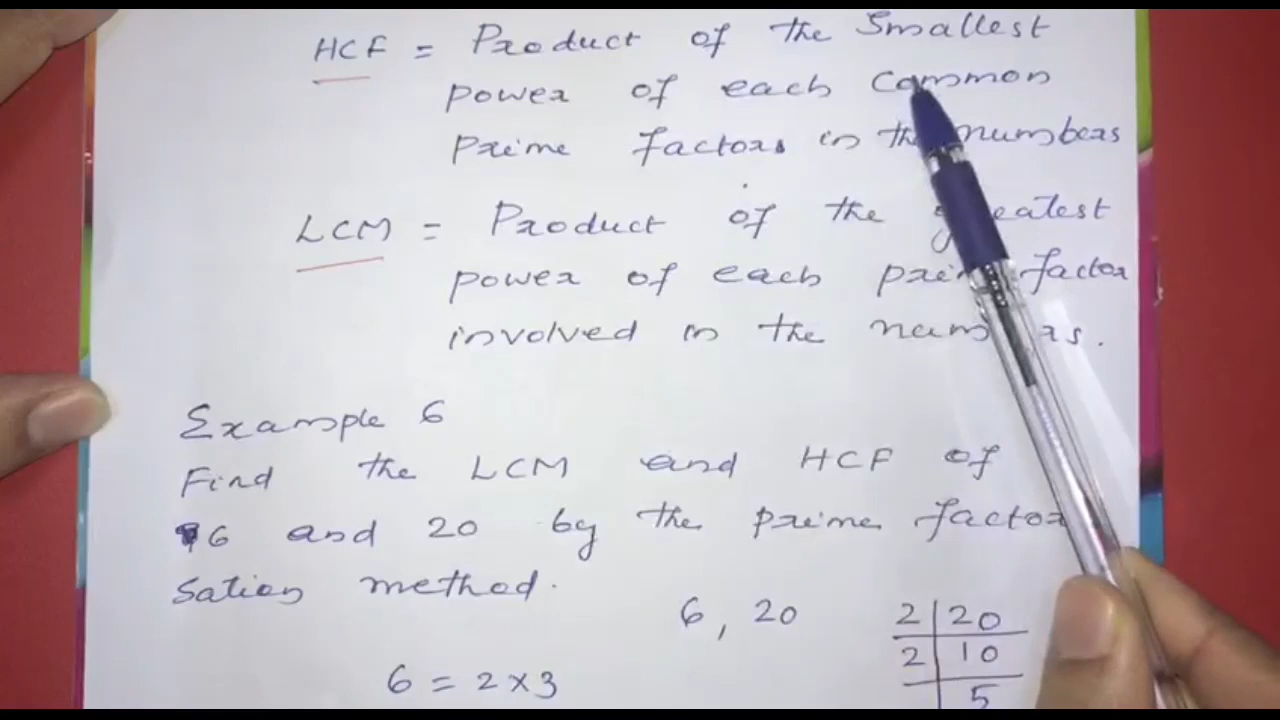 HCF = Product of the Smallest
power of each common
prime factors in the numbers
LCM = Product of the greatest
power of each prime factor
involved in the numbers.
Example 6
Find the LCM and HCF of
6 and 20 by the prime factor
sation method.
6, 20
2 | 20
2 | 10
5
6 = 2 × 3